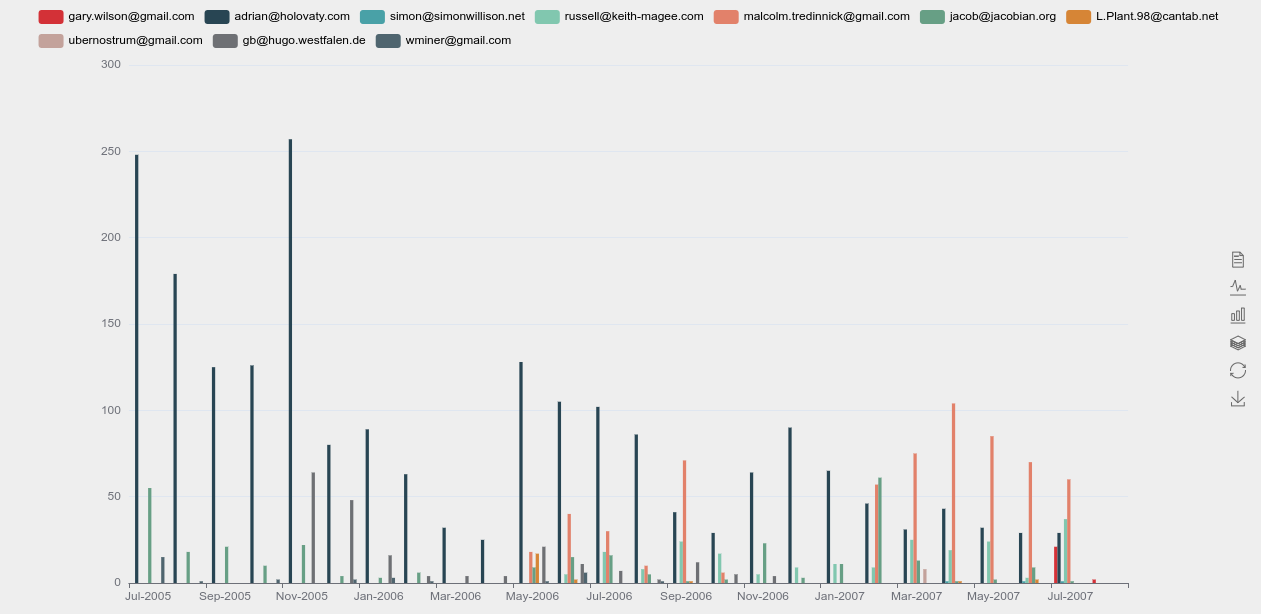 gary.wilson@gmail.com adrian@holovaty.com simon@simonwillison.net russell@keith-magee.com malcolm.tredinnick@gmail.com jacob@jacobian.org L.Plant.98@cantab.net
ubernostrum@gmail.com gb@hugo.westfalen.de wminer@gmail.com
300
250
200
150
100
50
0
Jul-2005 Sep-2005 Nov-2005 Jan-2006 Mar-2006 May-2006 Jul-2006 Sep-2006 Nov-2006 Jan-2007 Mar-2007 May-2007 Jul-2007